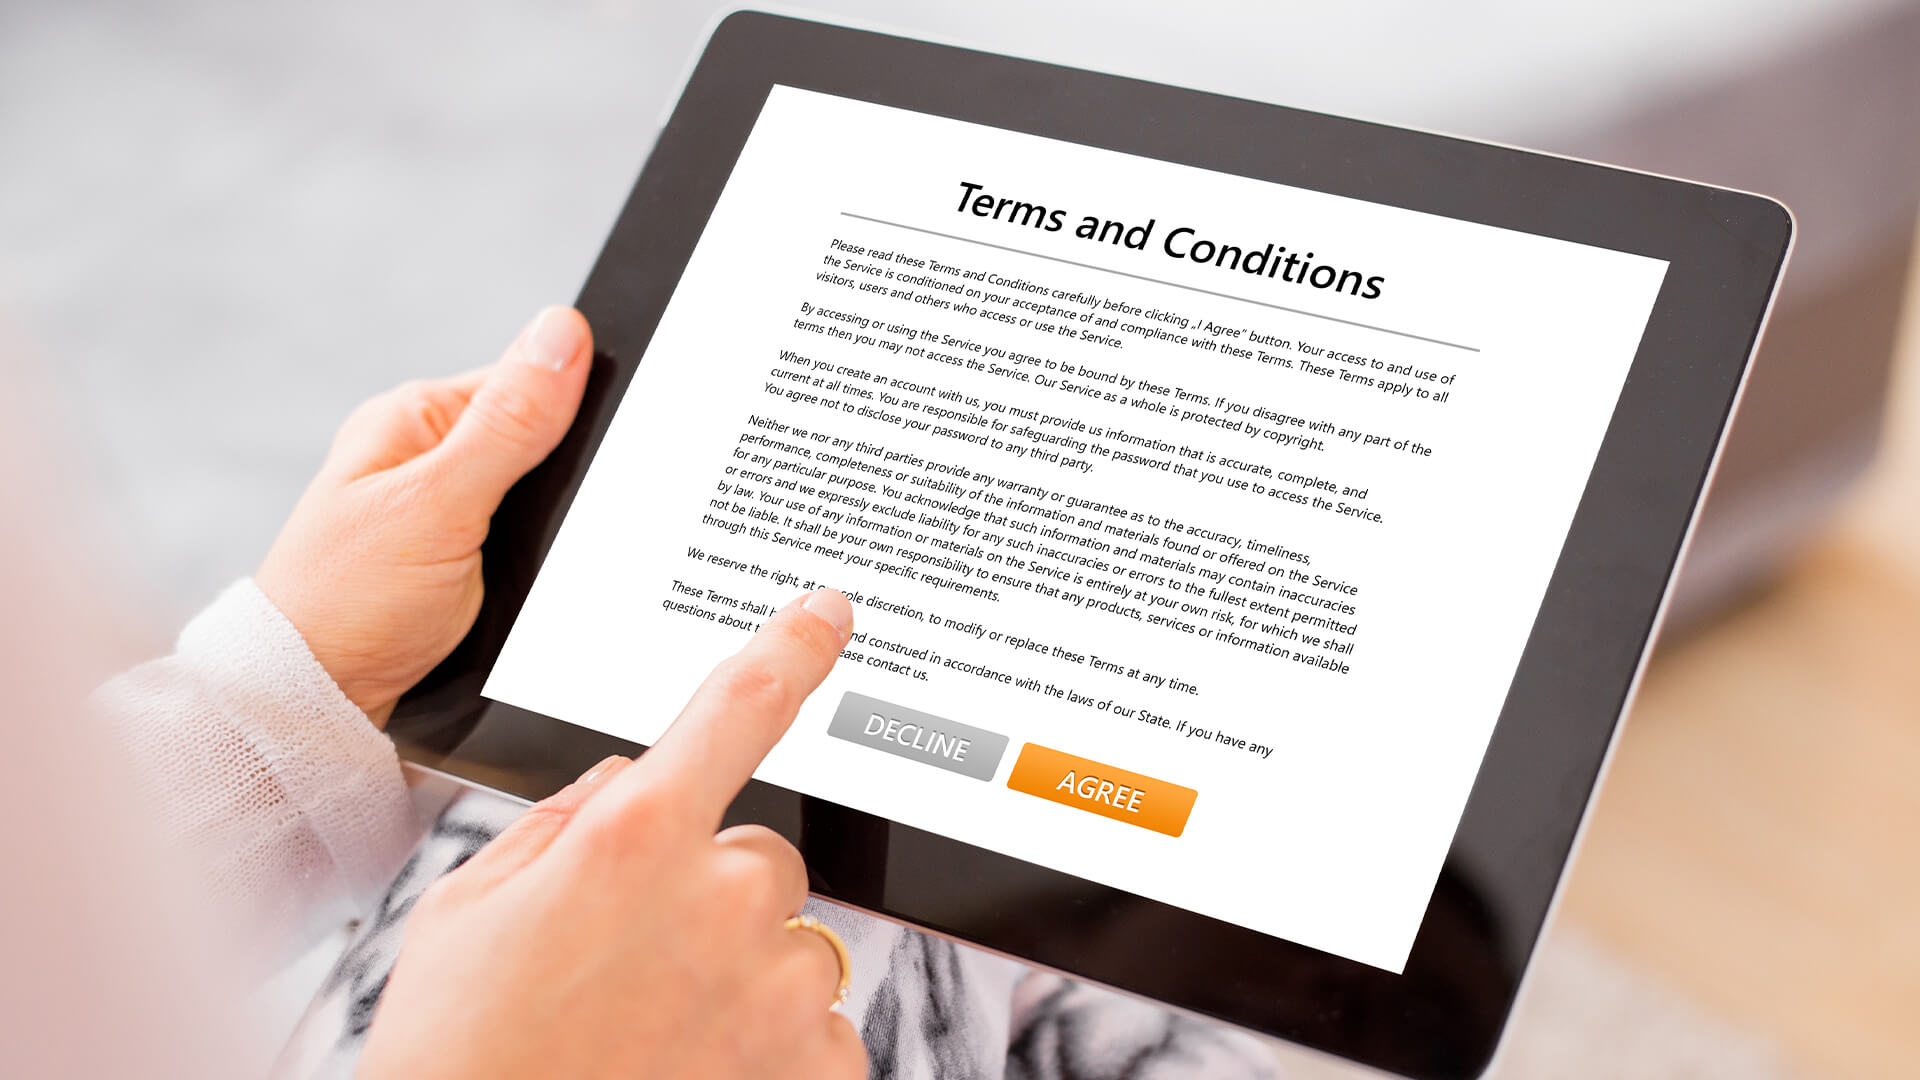 Terms and Conditions
Please read these Terms and Conditions carefully before clicking „I Agree" button. Your access to and use of
the Service is conditioned on your acceptance of and compliance with these Terms. These Terms apply to all
visitors, users and others who access or use the Service.
By accessing or using the Service you agree to be bound by these Terms. If you disagree with any part of the
terms then you may not access the Service. Our Service as a whole is protected by copyright.
When you create an account with us, you must provide us information that is accurate, complete, and
current at all times. You are responsible for safeguarding the password that you use to access the Service.
You agree not to disclose your password to any third party.
Neither we nor any third parties provide any warranty or guarantee as to the accuracy, timeliness,
performance, completeness or suitability of the information and materials found or offered on the Service
for any particular purpose. You acknowledge that such information and materials may contain inaccuracies
or errors and we expressly exclude liability for any such inaccuracies or errors to the fullest extent permitted
by law. Your use of any information or materials on the Service is entirely at your own risk, for which we shall
not be liable. It shall be your own responsibility to ensure that any products, services or information available
through this Service meet your specific requirements.
We reserve the right, at sole discretion, to modify or replace these Terms at any time.
These Terms shall construed in accordance with the laws of our State. If you have any
questions about contact us.
DECLINE
AGREE